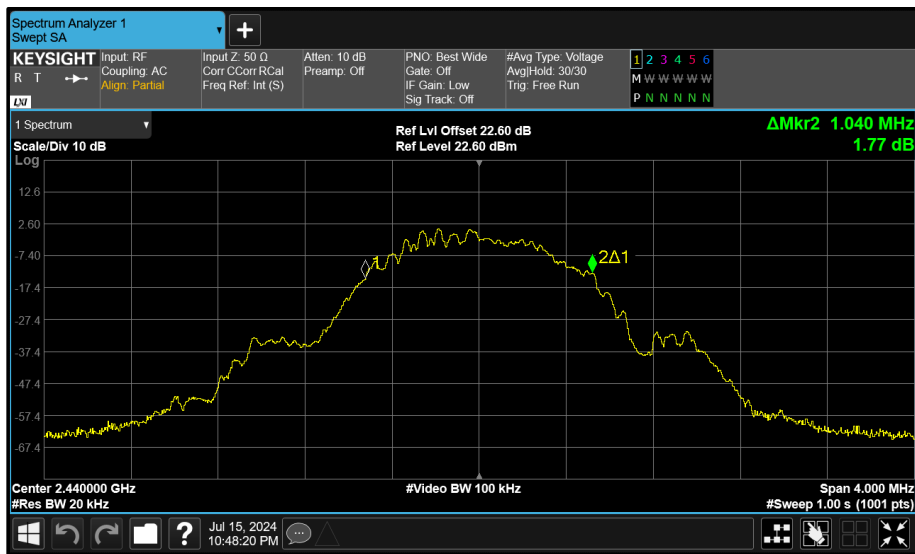 Spectrum Analyzer 1
Swept SA
+
KEYSIGHT
R T
LXI
Input: RF
Coupling: AC
Align: Partial
Input Z: 50 Ω
Corr CCorr RCal
Freq Ref: Int (S)
Atten: 10 dB
Preamp: Off
PNO: Best Wide
Gate: Off
IF Gain: Low
Sig Track: Off
#Avg Type: Voltage
Avg|Hold: 30/30
Trig: Free Run
1 2 3 4 5 6
M W W W W W
P N N N N N
1 Spectrum
Scale/Div 10 dB
Ref Lvl Offset 22.60 dB
Ref Level 22.60 dBm
ΔMkr2 1.040 MHz
1.77 dB
Log
12.6
2.60
-7.40
-17.4
-27.4
-37.4
-47.4
-57.4
-67.4
1
2Δ1
Center 2.440000 GHz
#Res BW 20 kHz
#Video BW 100 kHz
Span 4.000 MHz
#Sweep 1.00 s (1001 pts)
?
Jul 15, 2024
10:48:20 PM